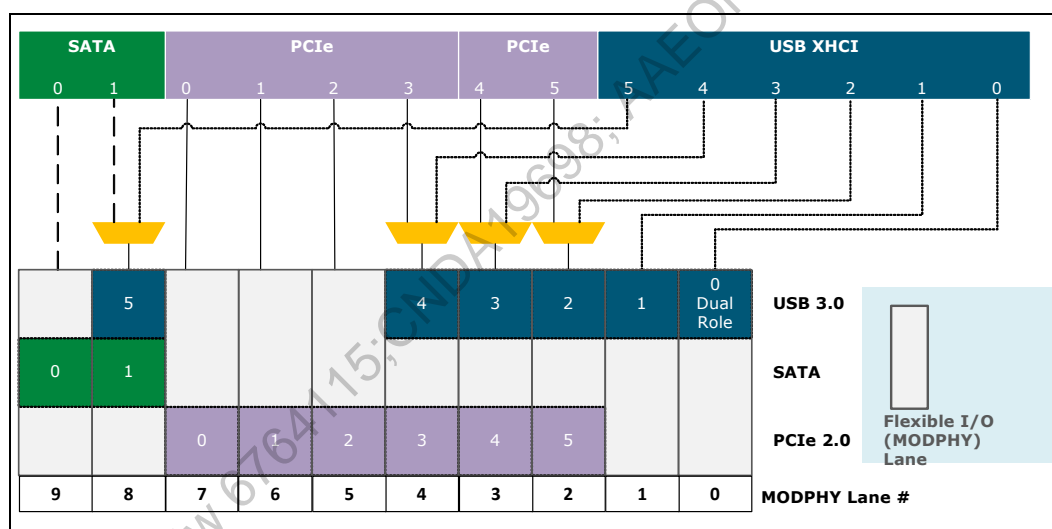 SATA PCIe PCIe USB XHCI
0 1 0 1 2 3 4 5 5 4 3 2 1 0
5 4 3 2 1 0 Dual Role USB 3.0
0 1 SATA
0 1 2 3 4 5 PCIe 2.0
9 8 7 6 5 4 3 2 1 0 MODPHY Lane #
Flexible I/O
(MODPHY)
Lane
w 6764115;CNDA19698; AAEON